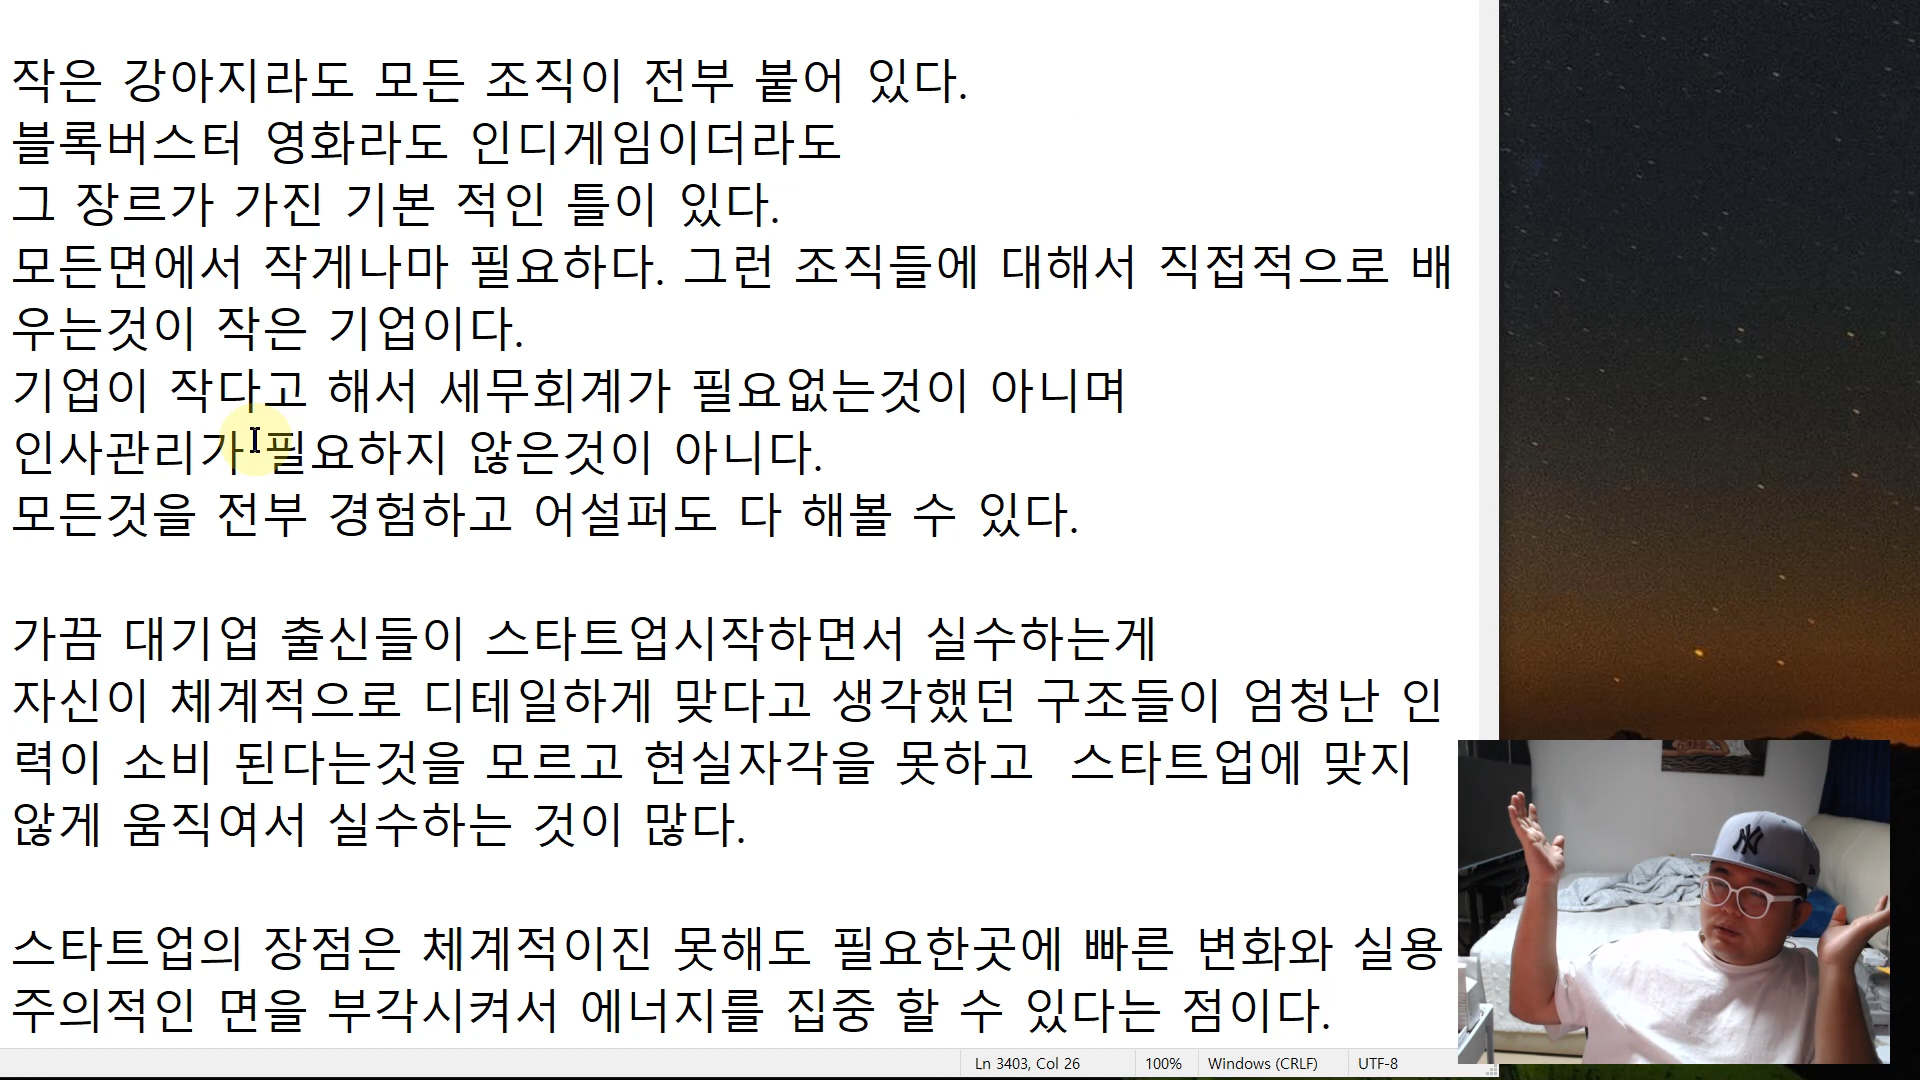 작은 강아지라도 모든 조직이 전부 붙어 있다.
블록버스터 영화라도 인디게임이더라도
그 장르가 가진 기본 적인 틀이 있다.
모든면에서 작게나마 필요하다. 그런 조직들에 대해서 직접적으로 배
우는것이 작은 기업이다.
기업이 작다고 해서 세무회계가 필요없는것이 아니며
인사관리가 필요하지 않은것이 아니다.
모든것을 전부 경험하고 어설퍼도 다 해볼 수 있다.
가끔 대기업 출신들이 스타트업시작하면서 실수하는게
자신이 체계적으로 디테일하게 맞다고 생각했던 구조들이 엄청난 인
력이 소비 된다는것을 모르고 현실자각을 못하고  스타트업에 맞지
않게 움직여서 실수하는 것이 많다.
스타트업의 장점은 체계적이진 못해도 필요한곳에 빠른 변화와 실용
주의적인 면을 부각시켜서 에너지를 집중 할 수 있다는 점이다.
Ln 3403, Col 26 100% Windows (CRLF) UTF-8
NY